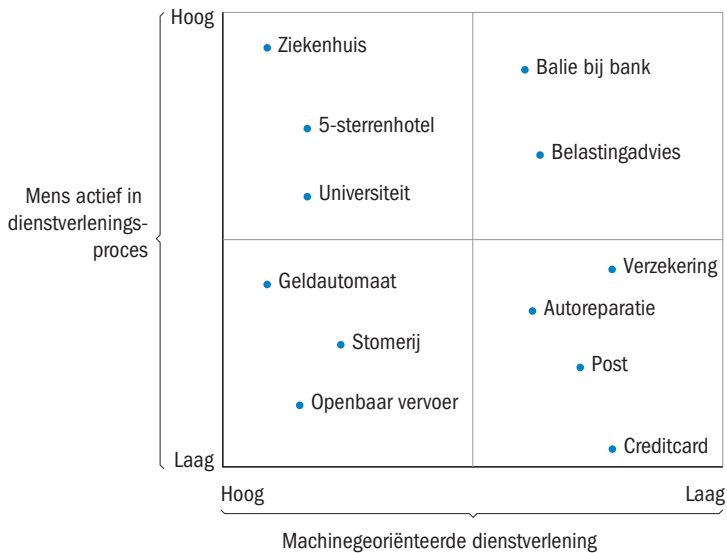 Hoog
Ziekenhuis
Balie bij bank
5-sterrenhotel
Belastingadvies
Universiteit
Mens actief in
dienstverlenings-
proces
Verzekering
Geldautomaat
Autoreparatie
Stomerij
Post
Openbaar vervoer
Creditcard
Laag
Hoog
Laag
Machinegeoriënteerde dienstverlening